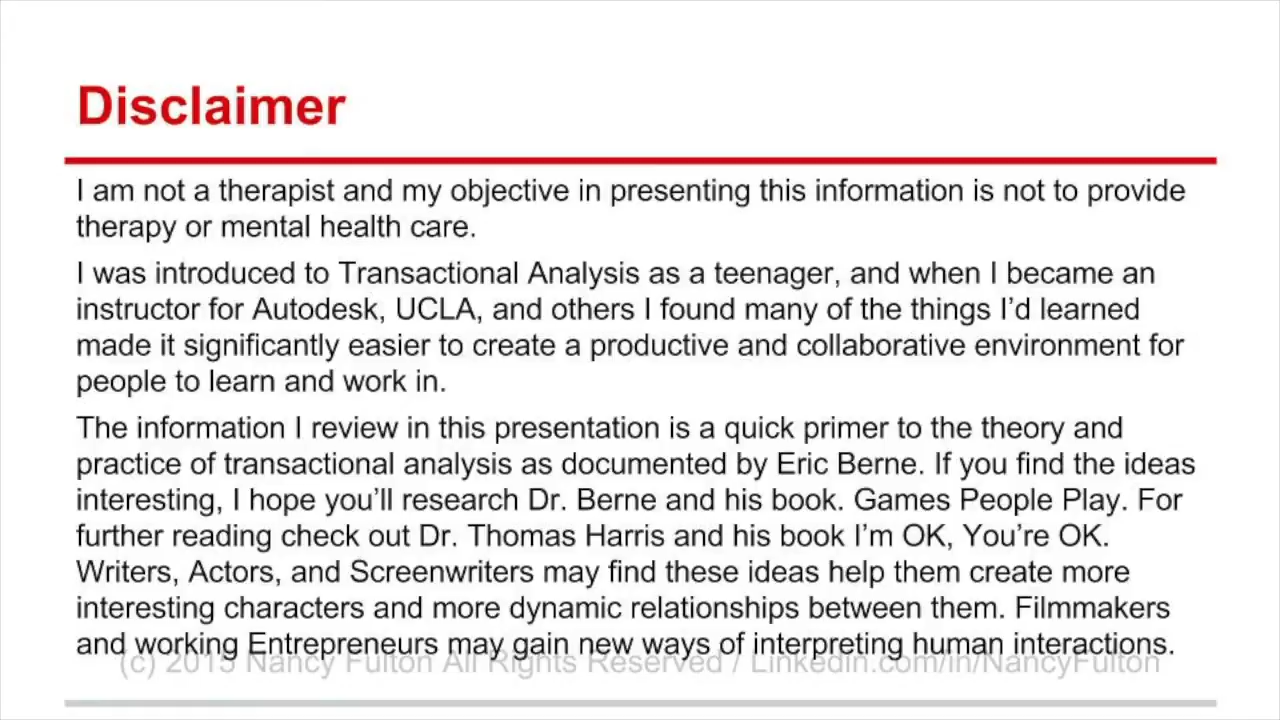 Disclaimer
I am not a therapist and my objective in presenting this information is not to provide
therapy or mental health care.
I was introduced to Transactional Analysis as a teenager, and when I became an
instructor for Autodesk, UCLA, and others I found many of the things I'd learned
made it significantly easier to create a productive and collaborative environment for
people to learn and work in.
The information I review in this presentation is a quick primer to the theory and
practice of transactional analysis as documented by Eric Berne. If you find the ideas
interesting, I hope you'll research Dr. Berne and his book. Games People Play. For
further reading check out Dr. Thomas Harris and his book I'm OK, You're OK.
Writers, Actors, and Screenwriters may find these ideas help them create more
interesting characters and more dynamic relationships between them. Filmmakers
and working Entrepreneurs may gain new ways of interpreting human interactions.
(c) 2015 Nancy Fulton All Rights Reserved / Linkedin.com/in/NancyFulton